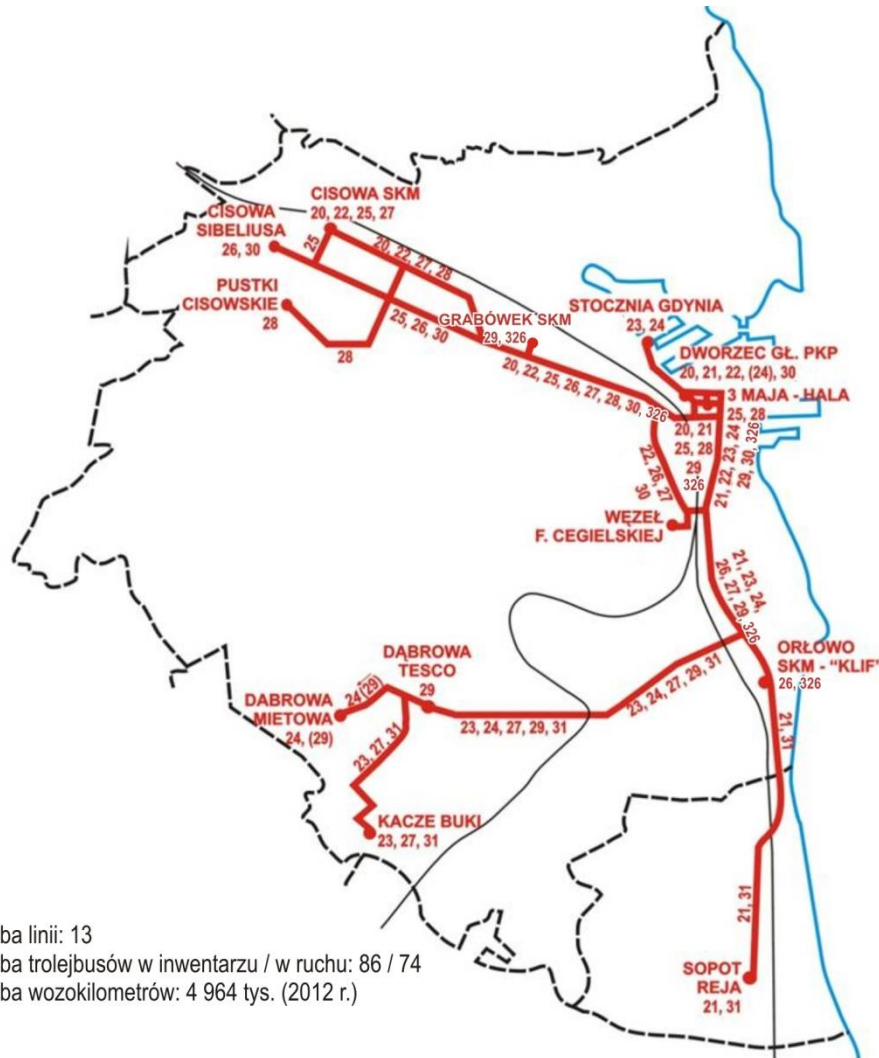 CISOWA SKM
20, 22, 25, 27
CISOWA
SIBELIUSA
26, 30
25
20, 22, 27, 28
PUSTKI
CISOWSKIE
28
28
25, 26, 30
GRABÓWEK SKM
29, 326
20, 22, 25, 26, 27, 28, 30, 326
STOCZNIA GDYNIA
23, 24
DWORZEC GŁ. PKP
20, 21, 22, (24), 30
3 MAJA - HALA
25, 28
20, 21
25, 28
29
326
21, 22, 23, 24
29, 30, 326
22, 26, 27
30
WĘZEŁ
F. CEGIELSKIEJ
21, 23, 24,
26, 27, 29, 326
ORŁOWO
SKM - “KLIF”
26, 326
DĄBROWA
TESCO
29
24 (29)
DABROWA
MIETOWA
24, (29)
23, 24, 27, 29, 31
23, 24, 27, 29, 31
23, 27, 31
KACZE BUKI
23, 27, 31
21, 31
21, 31
SOPOT
REJA
21, 31
ba linii: 13
ba trolejbusów w inwentarzu / w ruchu: 86 / 74
ba wozokilometrów: 4 964 tys. (2012 r.)